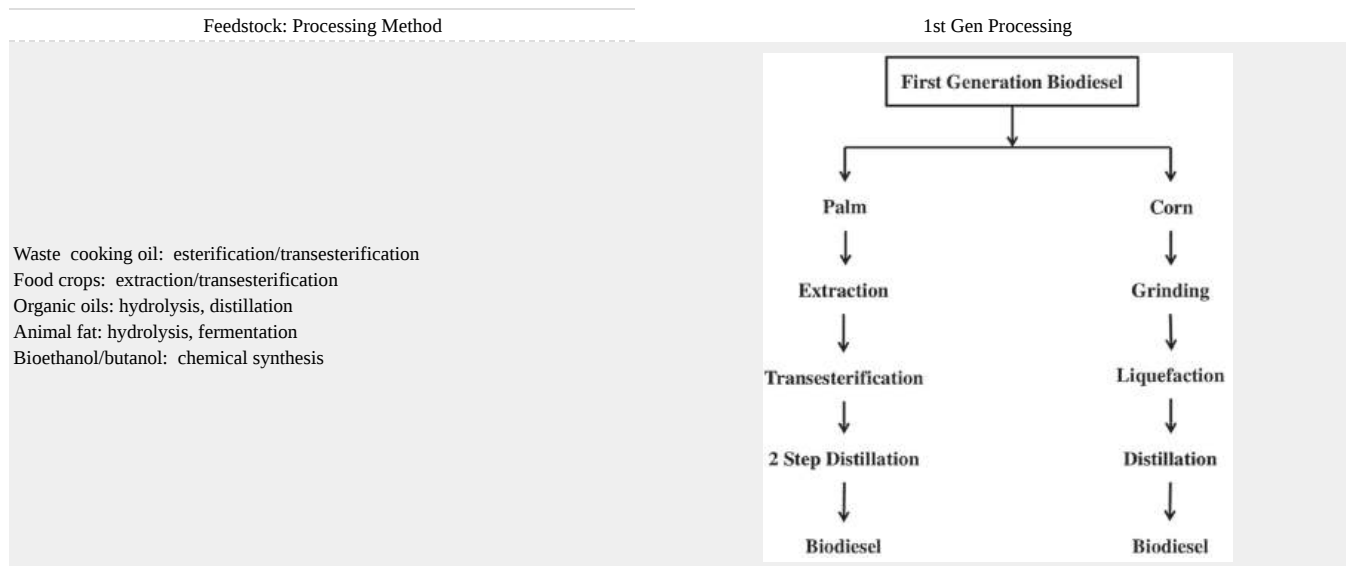 Feedstock: Processing Method
1st Gen Processing
Waste cooking oil: esterification/transesterification
Food crops: extraction/transesterification
Organic oils: hydrolysis, distillation
Animal fat: hydrolysis, fermentation
Bioethanol/butanol: chemical synthesis
First Generation Biodiesel
Palm
Corn
Extraction
Grinding
Transesterification
Liquefaction
2 Step Distillation
Distillation
Biodiesel
Biodiesel